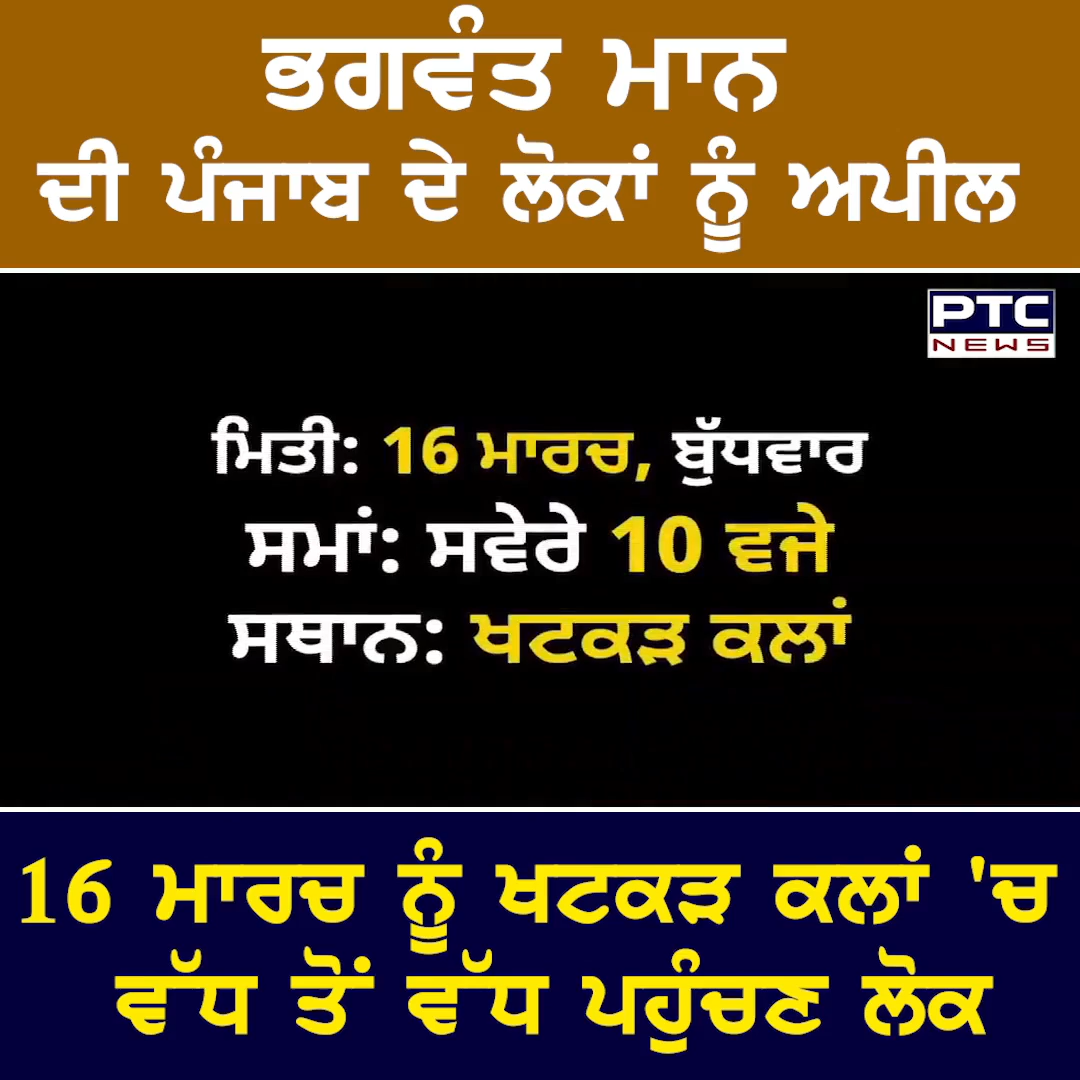 ਭਗਵੰਤ ਮਾਨ
ਦੀ ਪੰਜਾਬ ਦੇ ਲੋਕਾਂ ਨੂੰ ਅਪੀਲ
PTC
NEWS
ਮਿਤੀ: 16 ਮਾਰਚ, ਬੁੱਧਵਾਰ
ਸਮਾਂ: ਸਵੇਰੇ 10 ਵਜੇ
ਸਥਾਨ: ਖਟਕੜ ਕਲਾਂ
16 ਮਾਰਚ ਨੂੰ ਖਟਕੜ ਕਲਾਂ 'ਚ
ਵੱਧ ਤੋਂ ਵੱਧ ਪਹੁੰਚਣ ਲੋਕ